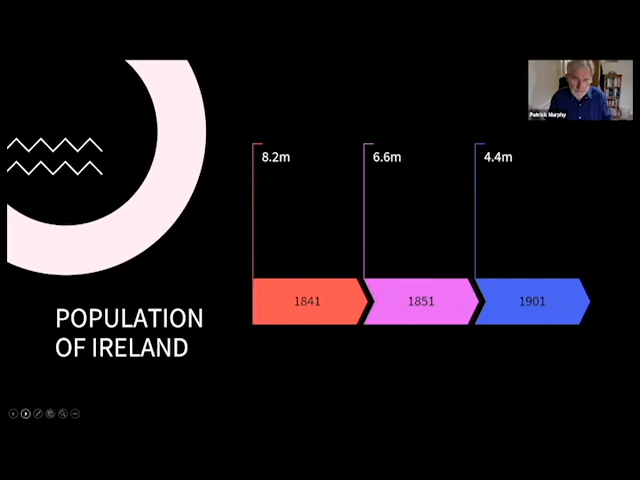 Patrick Murphy
8.2m
6.6m
4.4m
1841
1851
1901
POPULATION
OF IRELAND